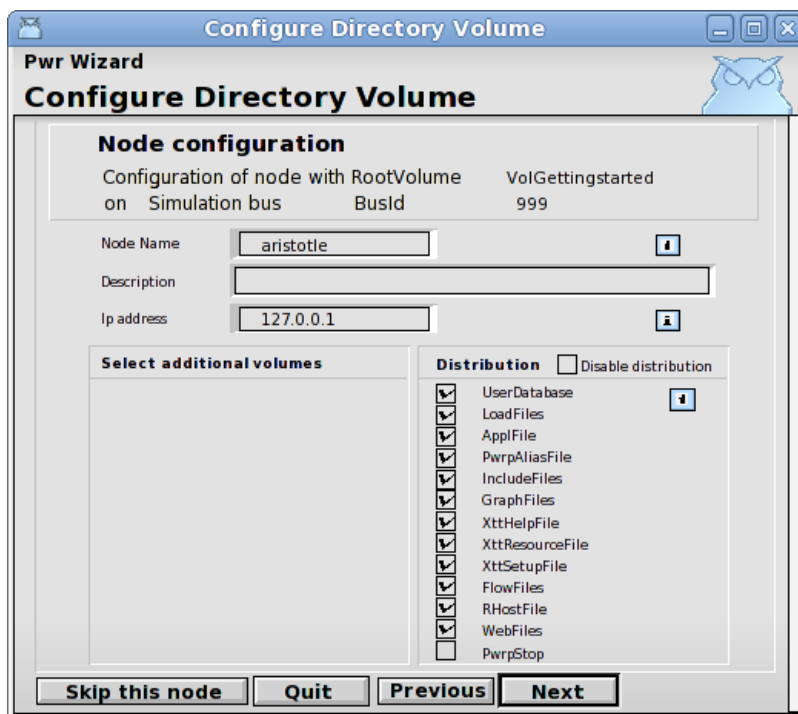 Configure Directory Volume
Pwr Wizard
Configure Directory Volume
Node configuration
Configuration of node with RootVolume VolGettingstarted
on Simulation bus BusId 999
Node Name aristotle
Description
Ip address 127.0.0.1
Select additional volumes
Distribution Disable distribution
UserDatabase
LoadFiles
ApplFile
PwrpAliasFile
IncludeFiles
GraphFiles
XttHelpFile
XttResourceFile
XttSetupFile
FlowFiles
RHostFile
WebFiles
PwrpStop
Skip this node Quit Previous Next